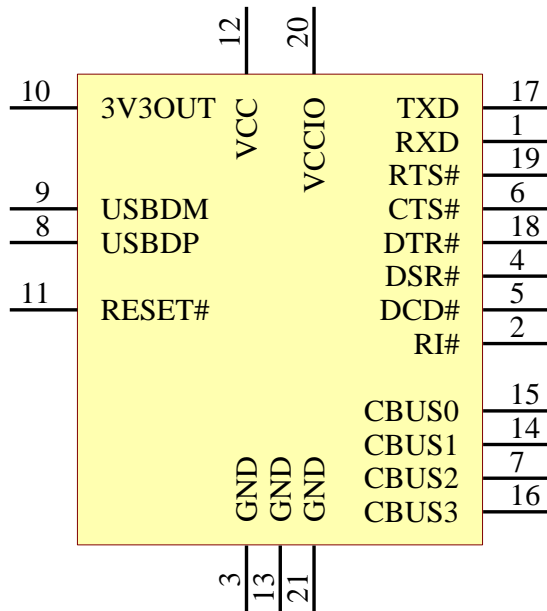 12 20
10 3V3OUT VCC VCCIO TXD 17
RXD 1
RTS# 19
9 USBDM CTS# 6
8 USBDP DTR# 18
DSR# 4
11 RESET# DCD# 5
RI# 2
CBUS0 15
CBUS1 14
GND GND GND CBUS2 7
CBUS3 16
3 13 21